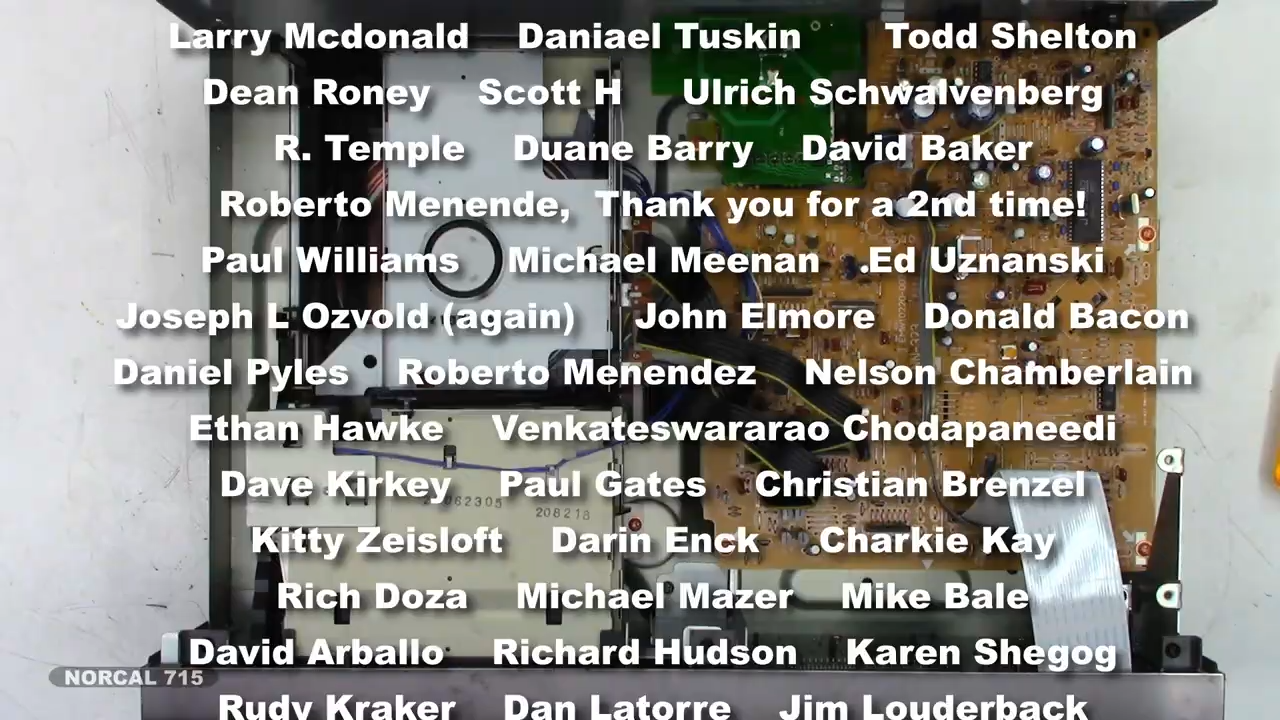 Larry Mcdonald Daniael Tuskin Todd Shelton
Dean Roney Scott H Ulrich Schwalvenberg
R. Temple Duane Barry David Baker
Roberto Menende, Thank you for a 2nd time!
Paul Williams Michael Meenan .Ed Uznanski
Joseph L Ozvold (again) John Elmore Donald Bacon
Daniel Pyles Roberto Menendez Nelson Chamberlain
Ethan Hawke Venkateswararao Chodapaneedi
Dave Kirkey Paul Gates Christian Brenzel
208218
Kitty Zeisloft Darin Enck Charkie Kay
Rich Doza Michael Mazer Mike Bale
David Arballo Richard Hudson Karen Shegog
NORCAL 715
Rudy Kraker Dan Latorre Jim Louderback